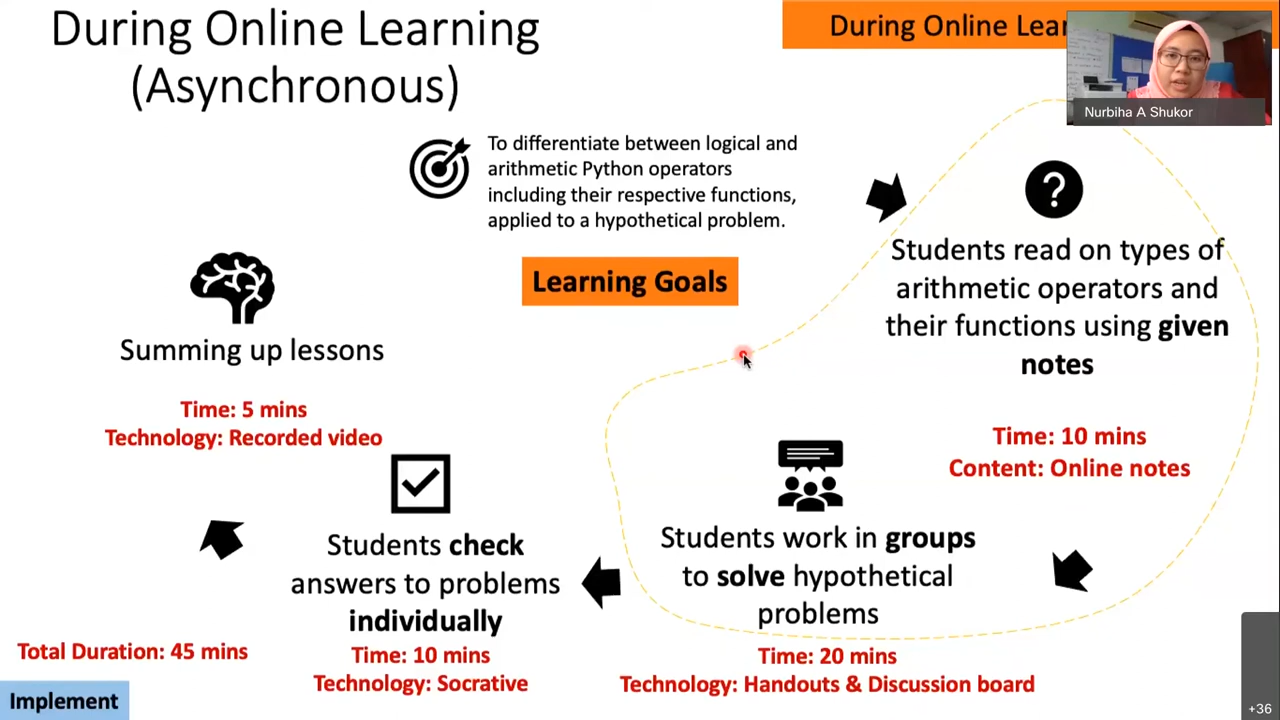 During Online Learning
(Asynchronous)
During Online Lear
Nurbiha A Shukor
To differentiate between logical and
arithmetic Python operators
including their respective functions,
applied to a hypothetical problem.
Learning Goals
?
Students read on types of
arithmetic operators and
their functions using given
notes
Time: 10 mins
Content: Online notes
Students work in groups
to solve hypothetical
problems
Time: 20 mins
Technology: Handouts & Discussion board
Students check
answers to problems
individually
Time: 10 mins
Technology: Socrative
Summing up lessons
Time: 5 mins
Technology: Recorded video
Total Duration: 45 mins
Implement
+36